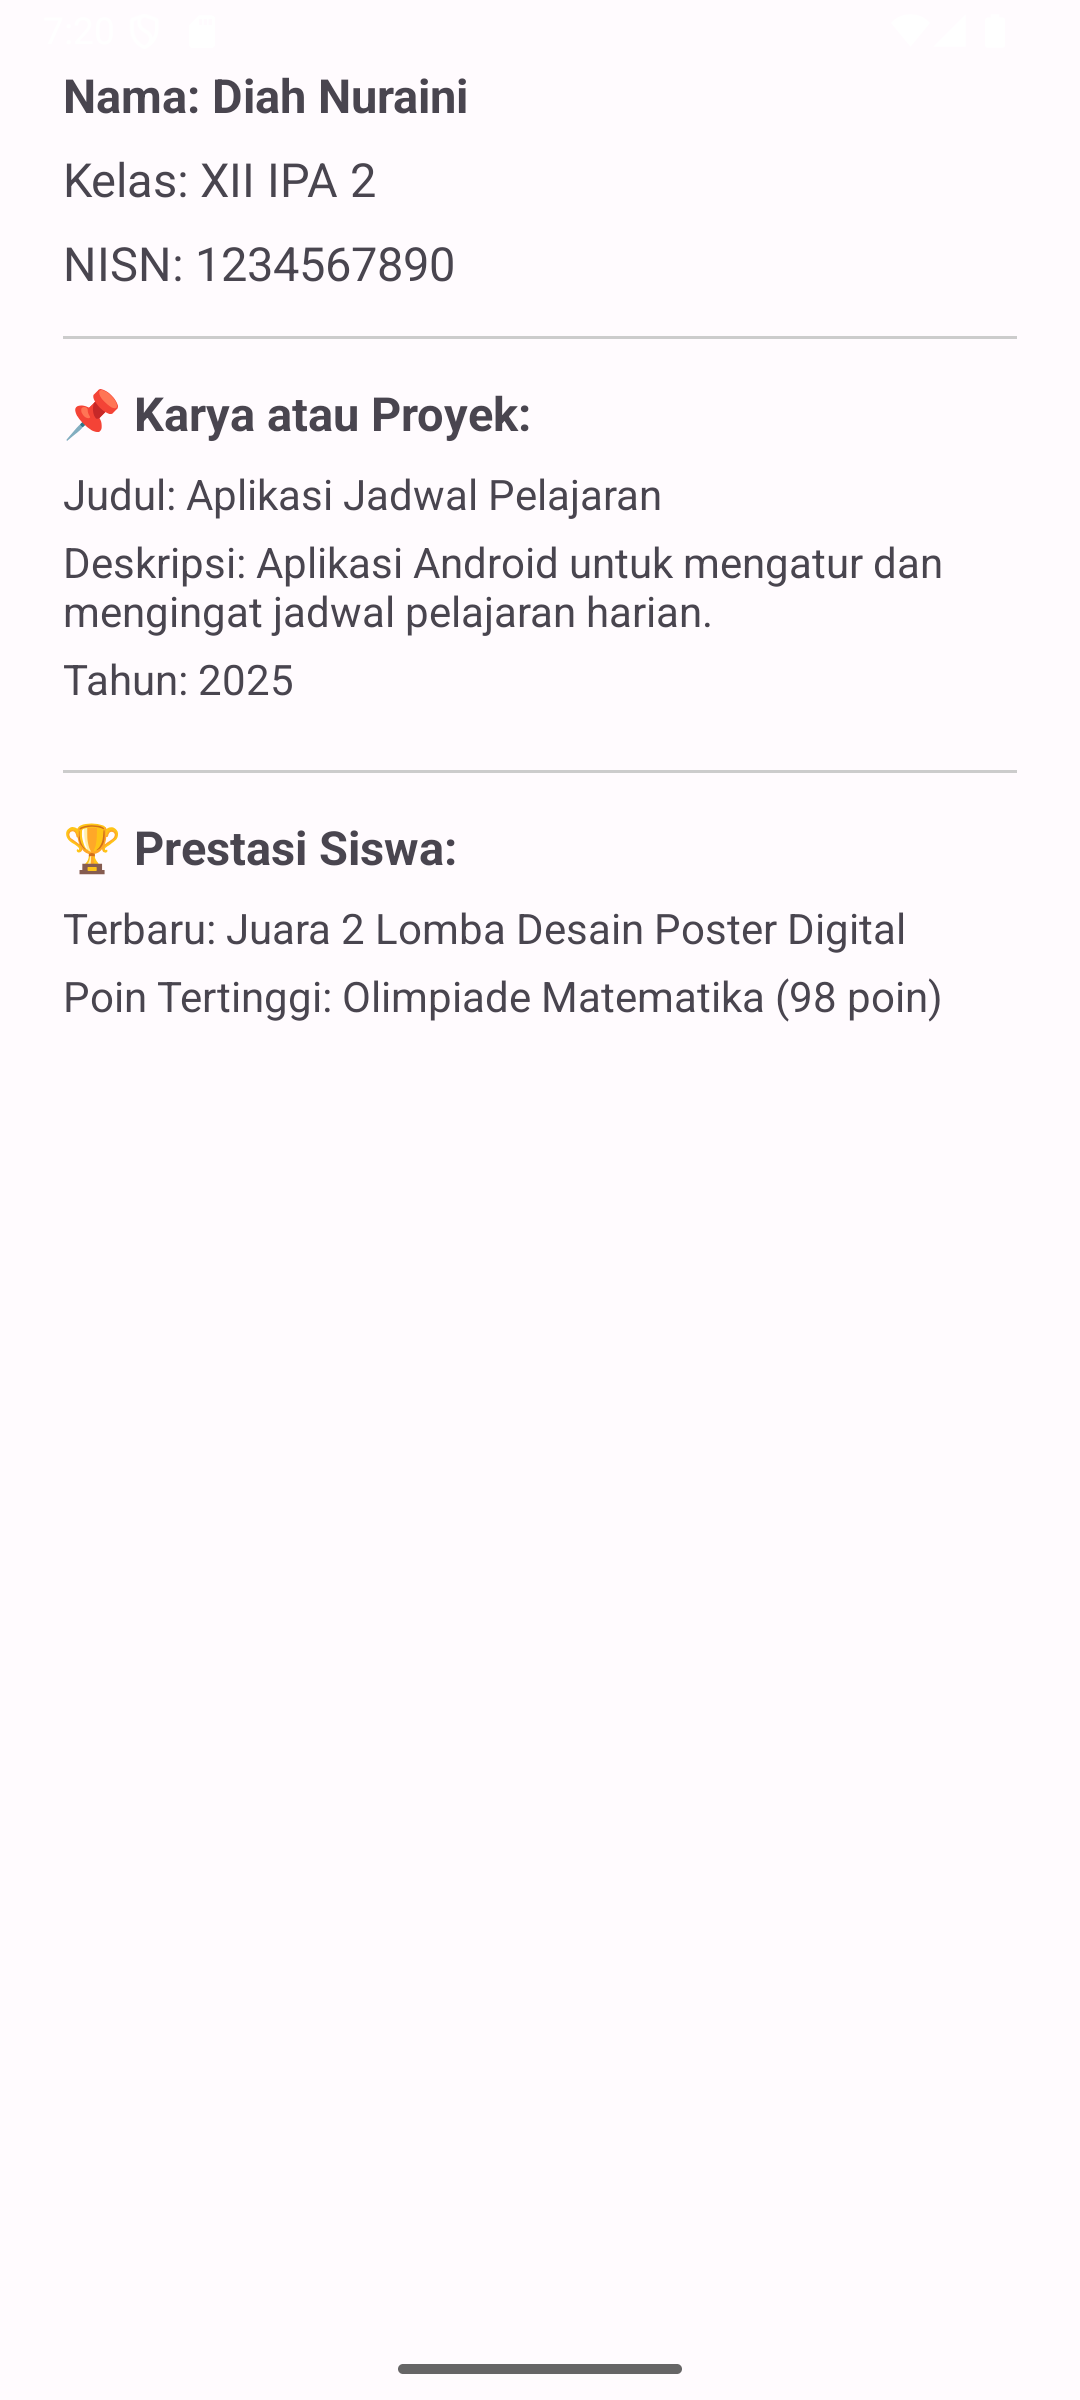 Nama: Diah Nuraini
Kelas: XII IPA 2
NISN: 1234567890
📌 Karya atau Proyek:
Judul: Aplikasi Jadwal Pelajaran
Deskripsi: Aplikasi Android untuk mengatur dan
mengingat jadwal pelajaran harian.
Tahun: 2025
🏆 Prestasi Siswa:
Terbaru: Juara 2 Lomba Desain Poster Digital
Poin Tertinggi: Olimpiade Matematika (98 poin)